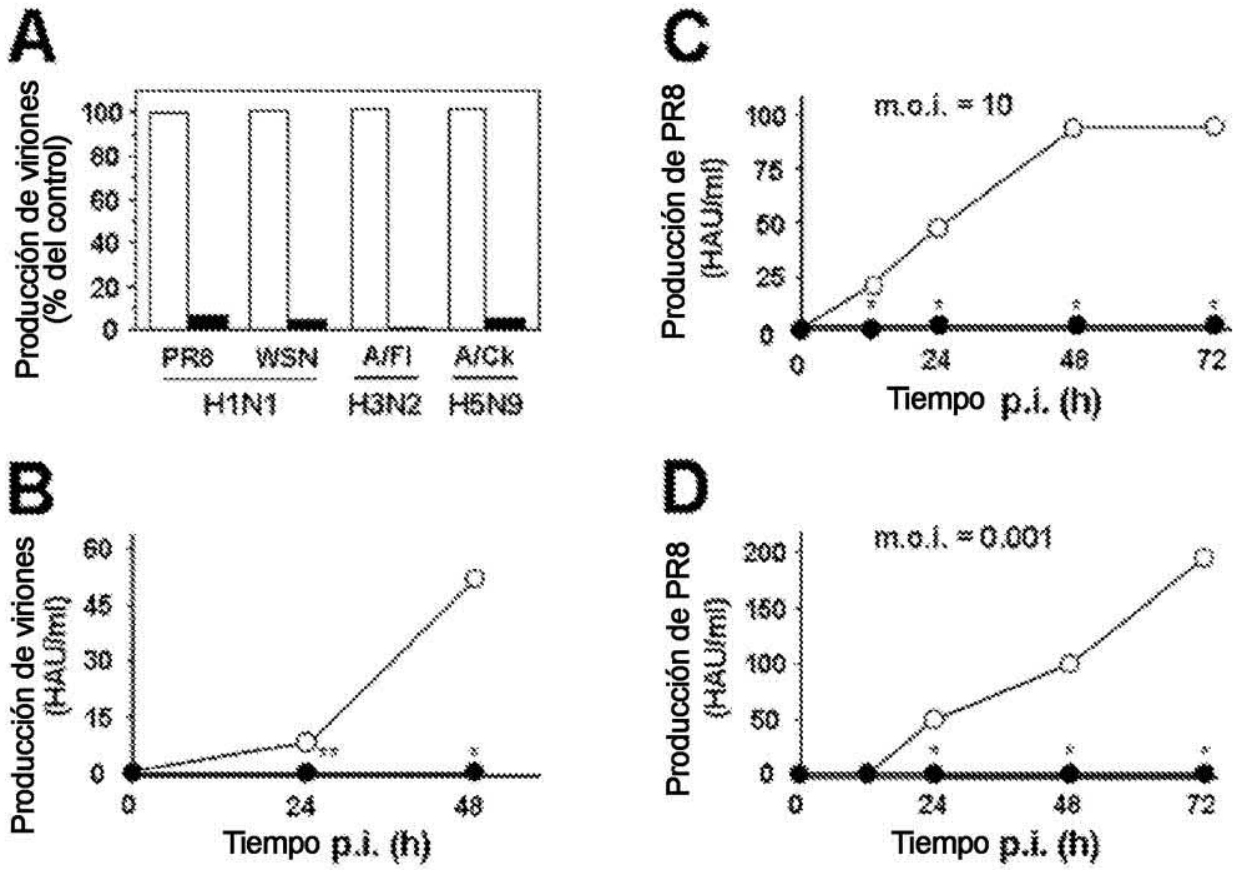 A
Producción de viriones
(% del control)
100
80
60
40
20
0
PR8
WSN
A/Fl
A/Ck
H1N1
H3N2
H5N9
B
Producción de viriones
(HAU/ml)
60
45
30
15
0
**
*
0
24
48
Tiempo p.i. (h)
C
Producción de PR8
(HAU/ml)
m.o.i. = 10
100
75
50
25
0
*
*
*
*
0
24
48
72
Tiempo p.i. (h)
D
Producción de PR8
(HAU/ml)
m.o.i. = 0.001
200
150
100
50
0
*
*
*
0
24
48
72
Tiempo p.i. (h)